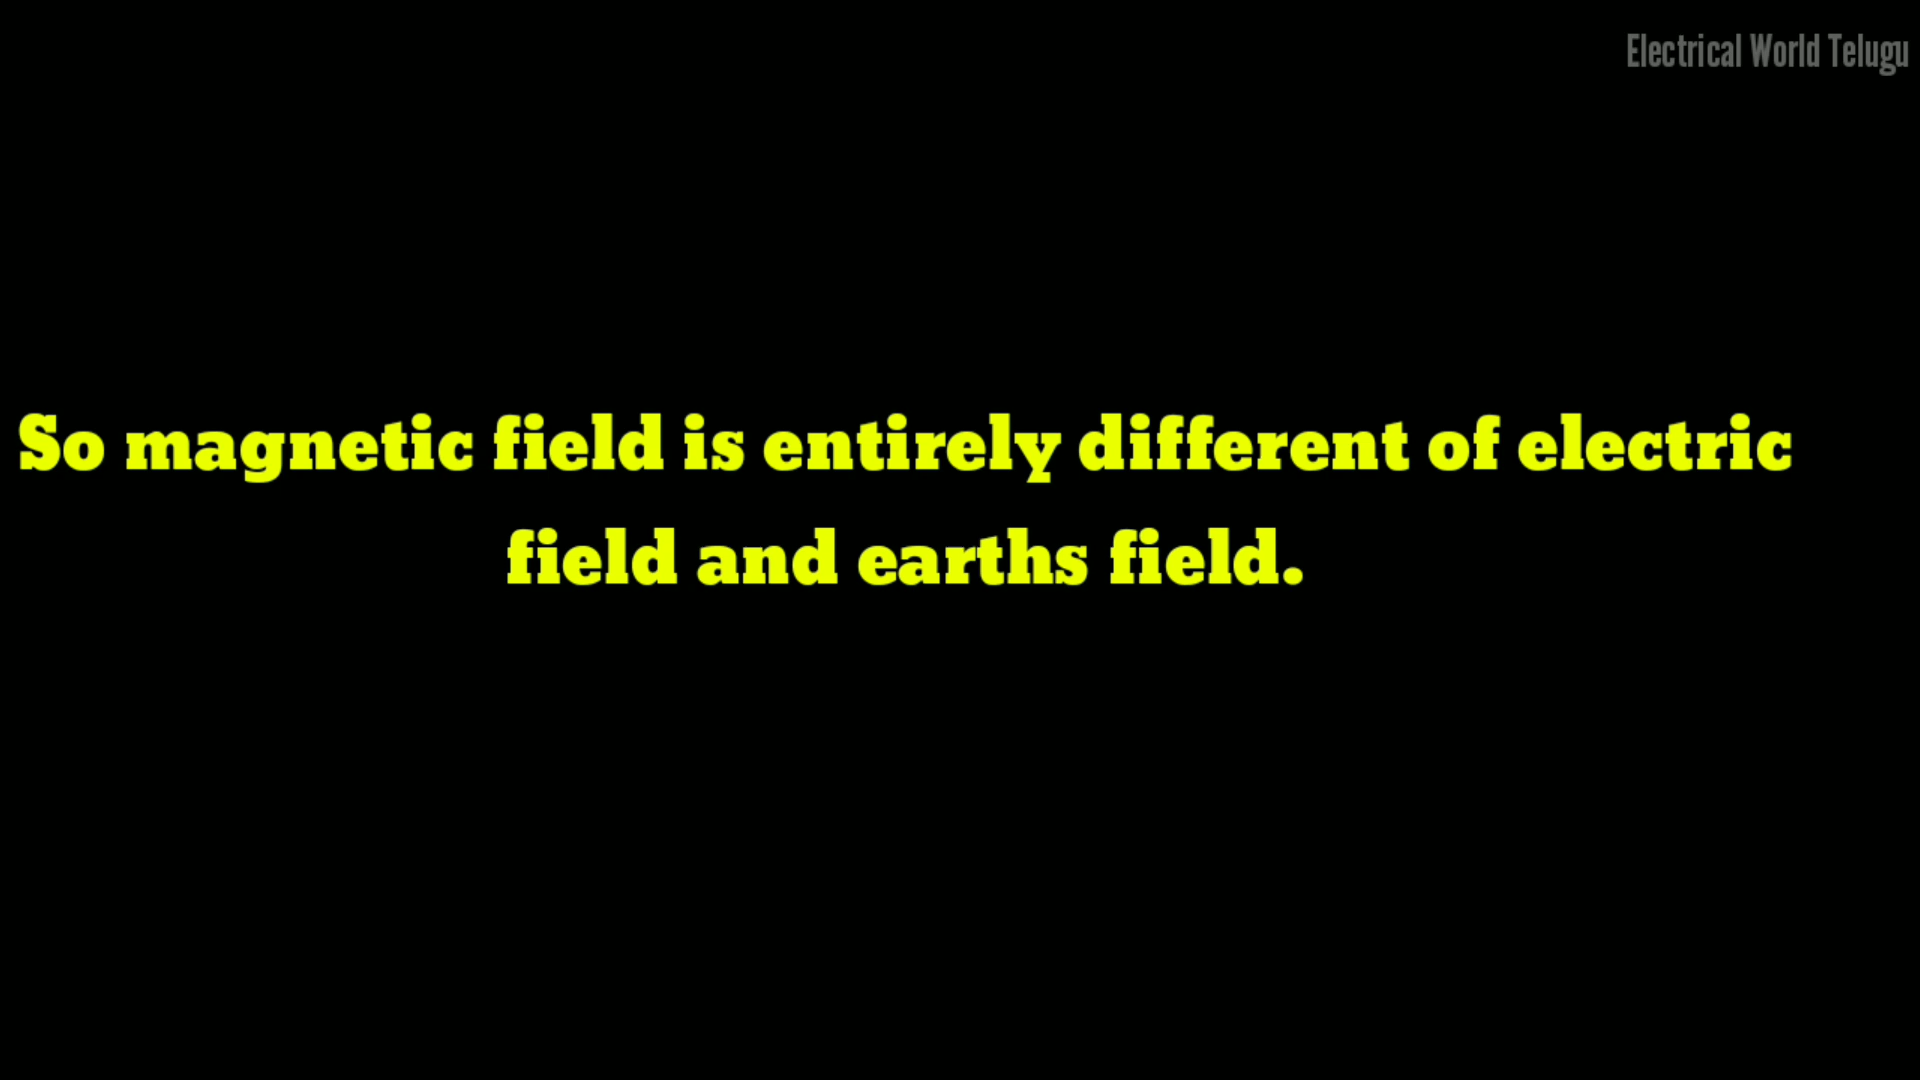 Electrical World Telugu
So magnetic field is entirely different of electric
field and earths field.